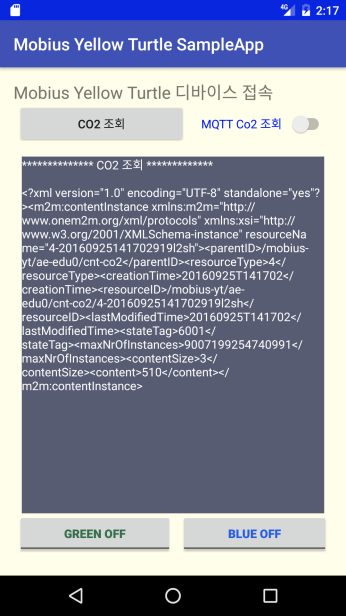 4G 2:17
Mobius Yellow Turtle SampleApp
Mobius Yellow Turtle 디바이스 접속
CO2 조회
MQTT Co2 조회
************** CO2 조회 *************
<?xml version="1.0" encoding="UTF-8" standalone="yes"?
><m2m:contentInstance xmlns:m2m="http://
www.onem2m.org/xml/protocols" xmlns:xsi="http://
www.w3.org/2001/XMLSchema-instance" resourceNa
me="4-20160925141702919l2sh"><parentID>/mobius-
yt/ae-edu0/cnt-co2</parentID><resourceType>4</
resourceType><creationTime>20160925T141702</
creationTime><resourceID>/mobius-yt/ae-
edu0/cnt-co2/4-20160925141702919l2sh</
resourceID><lastModifiedTime>20160925T141702</
lastModifiedTime><stateTag>6001</
stateTag><maxNrOfInstances>9007199254740991</
maxNrOfInstances><contentSize>3</
contentSize><content>510</content></
m2m:contentInstance>
GREEN OFF
BLUE OFF